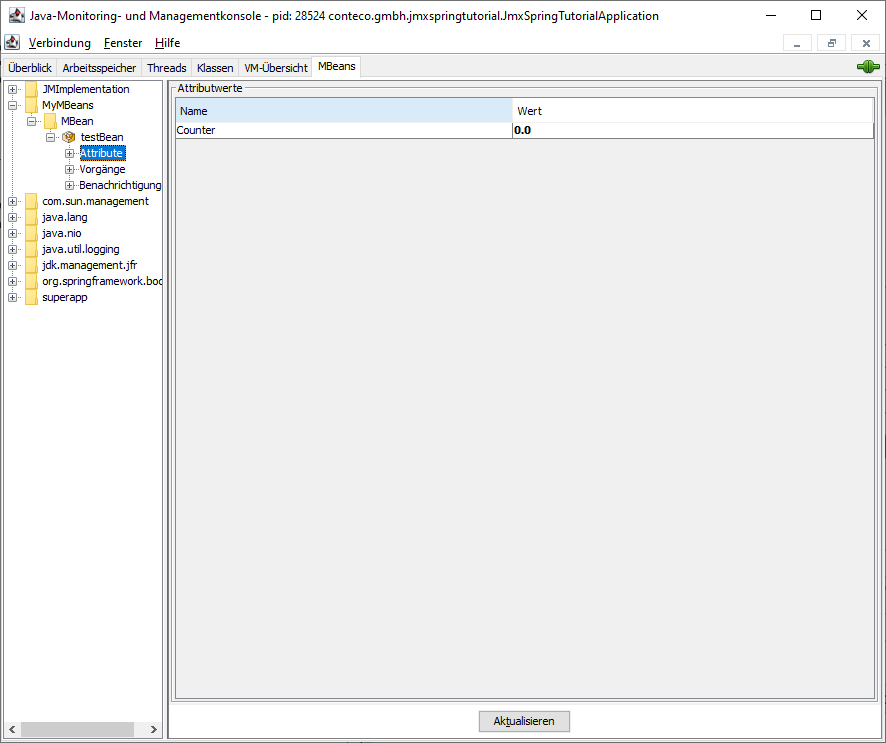 Java-Monitoring- und Managementkonsole - pid: 28524 conteco.gmbh.jmxspringtutorial.JmxSpringTutorialApplication
Verbindung Fenster Hilfe
Überblick Arbeitsspeicher Threads Klassen VM-Übersicht MBeans
JMImplementation
MyMBeans
MBean
testBean
Attribute
Vorgänge
Benachrichtigung
com.sun.management
java.lang
java.nio
java.util.logging
jdk.management.jfr
org.springframework.boo
superapp
Attributwerte
Name Wert
Counter 0.0
Aktualisieren